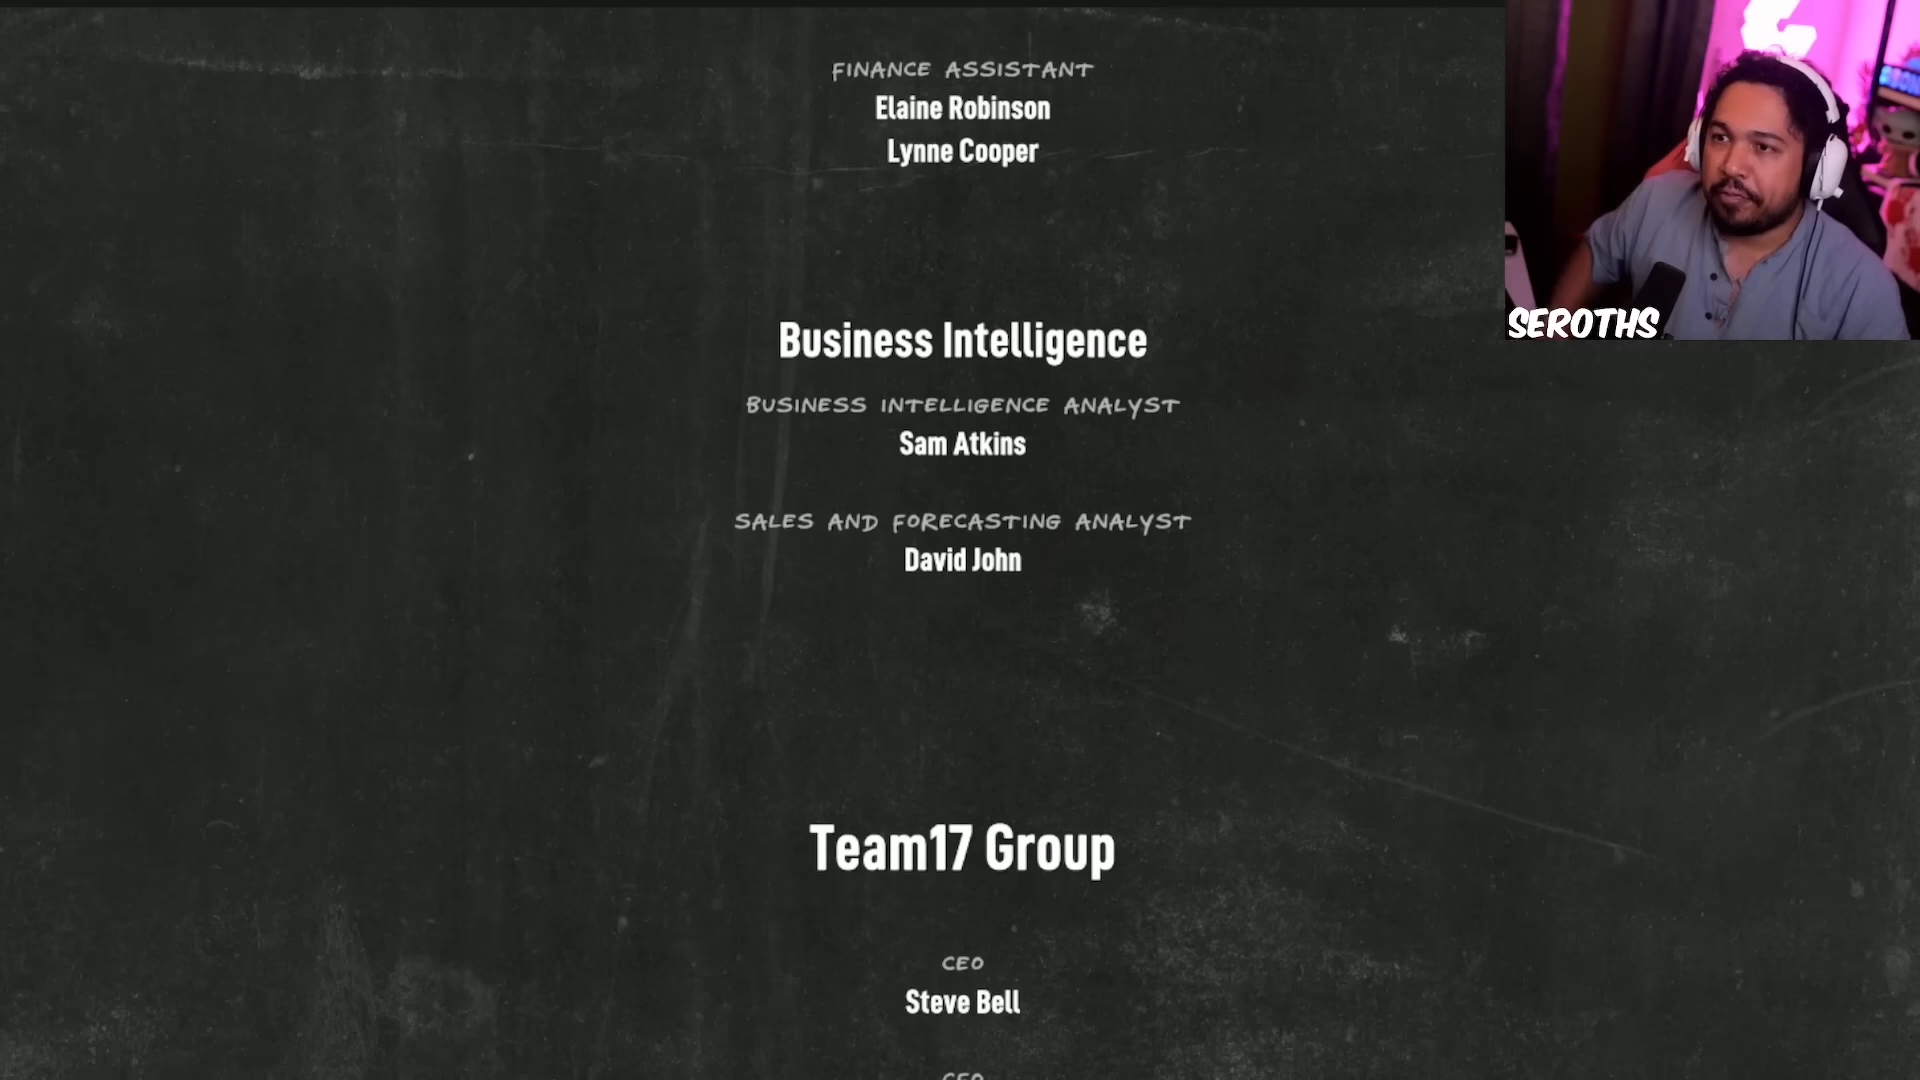 FINANCE ASSISTANT
Elaine Robinson
Lynne Cooper
SEROTHS
Business Intelligence
BUSINESS INTELLIGENCE ANALYST
Sam Atkins
SALES AND FORECASTING ANALYST
David John
Team17 Group
CEO
Steve Bell